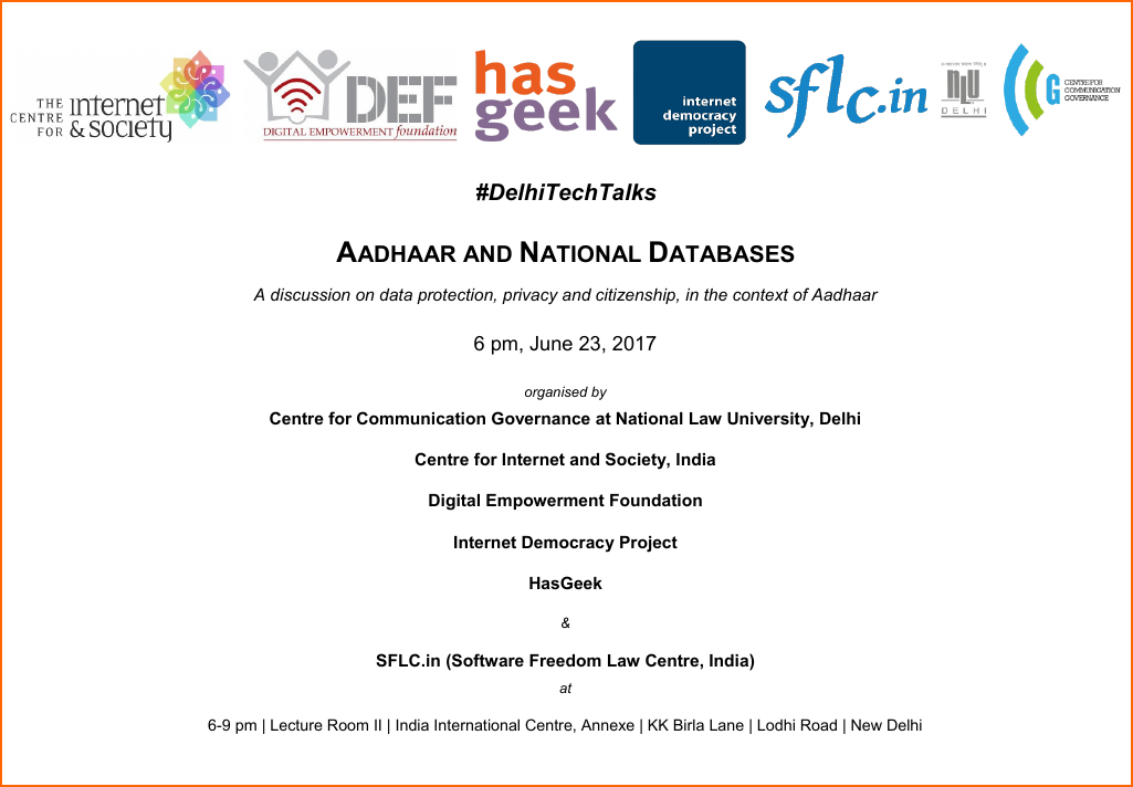 THE CENTRE FOR internet & society
DEF
DIGITAL EMPOWERMENT foundation
has
geek
internet
democracy
project
sflc.in
NLU
DELHI
G
CENTRE FOR
COMMUNICATION
GOVERNANCE
#DelhiTechTalks
AADHAAR AND NATIONAL DATABASES
A discussion on data protection, privacy and citizenship, in the context of Aadhaar
6 pm, June 23, 2017
organised by
Centre for Communication Governance at National Law University, Delhi
Centre for Internet and Society, India
Digital Empowerment Foundation
Internet Democracy Project
HasGeek
&
SFLC.in (Software Freedom Law Centre, India)
at
6-9 pm | Lecture Room II | India International Centre, Annexe | KK Birla Lane | Lodhi Road | New Delhi